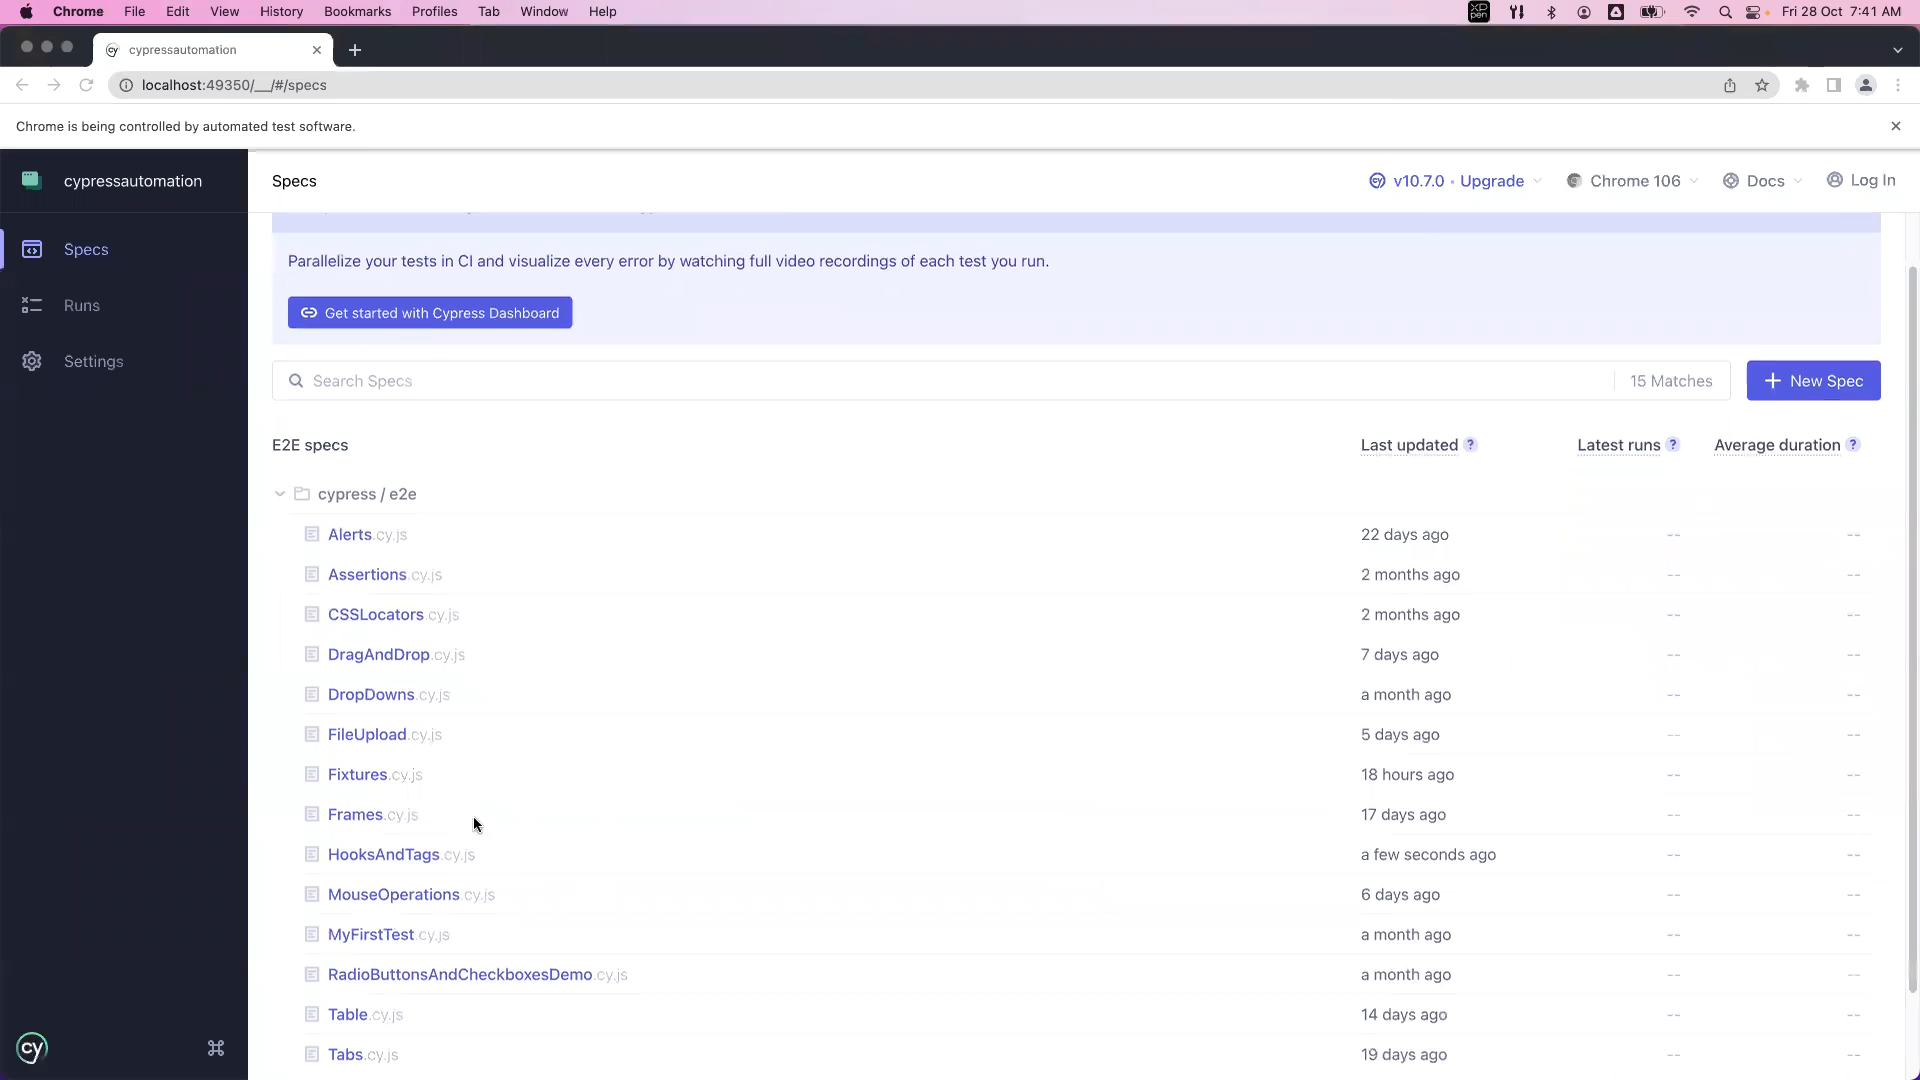 Chrome File Edit View History Bookmarks Profiles Tab Window Help XP pen Fri 28 Oct 7:41 AM
cy cypressautomation
localhost:49350/__/#/specs
Chrome is being controlled by automated test software.
cypressautomation
Specs v10.7.0 • Upgrade Chrome 106 Docs Log In
Specs
Runs
Settings
Parallelize your tests in CI and visualize every error by watching full video recordings of each test you run.
Get started with Cypress Dashboard
Search Specs 15 Matches + New Spec
E2E specs Last updated ? Latest runs ? Average duration ?
cypress / e2e
Alerts.cy.js 22 days ago -- --
Assertions.cy.js 2 months ago -- --
CSSLocators.cy.js 2 months ago -- --
DragAndDrop.cy.js 7 days ago -- --
DropDowns.cy.js a month ago -- --
FileUpload.cy.js 5 days ago -- --
Fixtures.cy.js 18 hours ago -- --
Frames.cy.js 17 days ago -- --
HooksAndTags.cy.js a few seconds ago -- --
MouseOperations.cy.js 6 days ago -- --
MyFirstTest.cy.js a month ago -- --
RadioButtonsAndCheckboxesDemo.cy.js a month ago -- --
Table.cy.js 14 days ago -- --
Tabs.cy.js 19 days ago -- --
cy ⌘